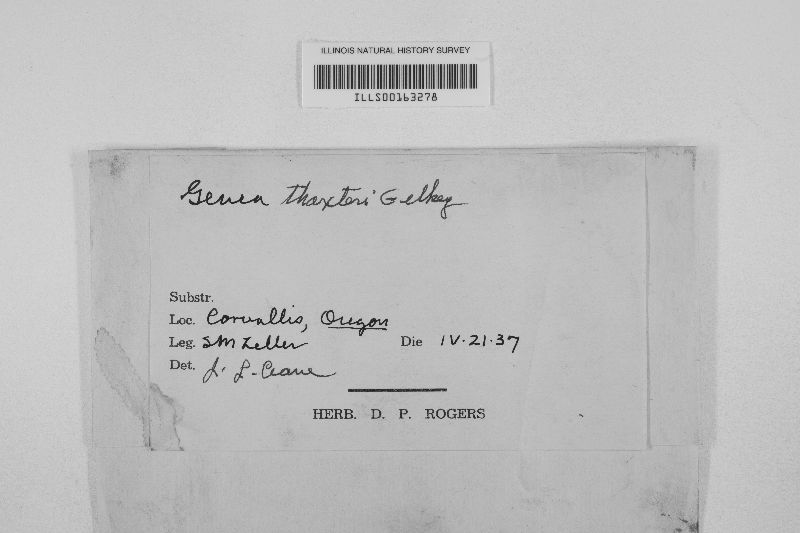 ILLINOIS NATURAL HISTORY SURVEY
ILLS00163278
Genea thaxteri Gilkey
Substr.
Loc. Corvallis, Oregon
Leg. SM Zeller Die IV.21.37
Det. J. L. Crane
HERB. D. P. ROGERS